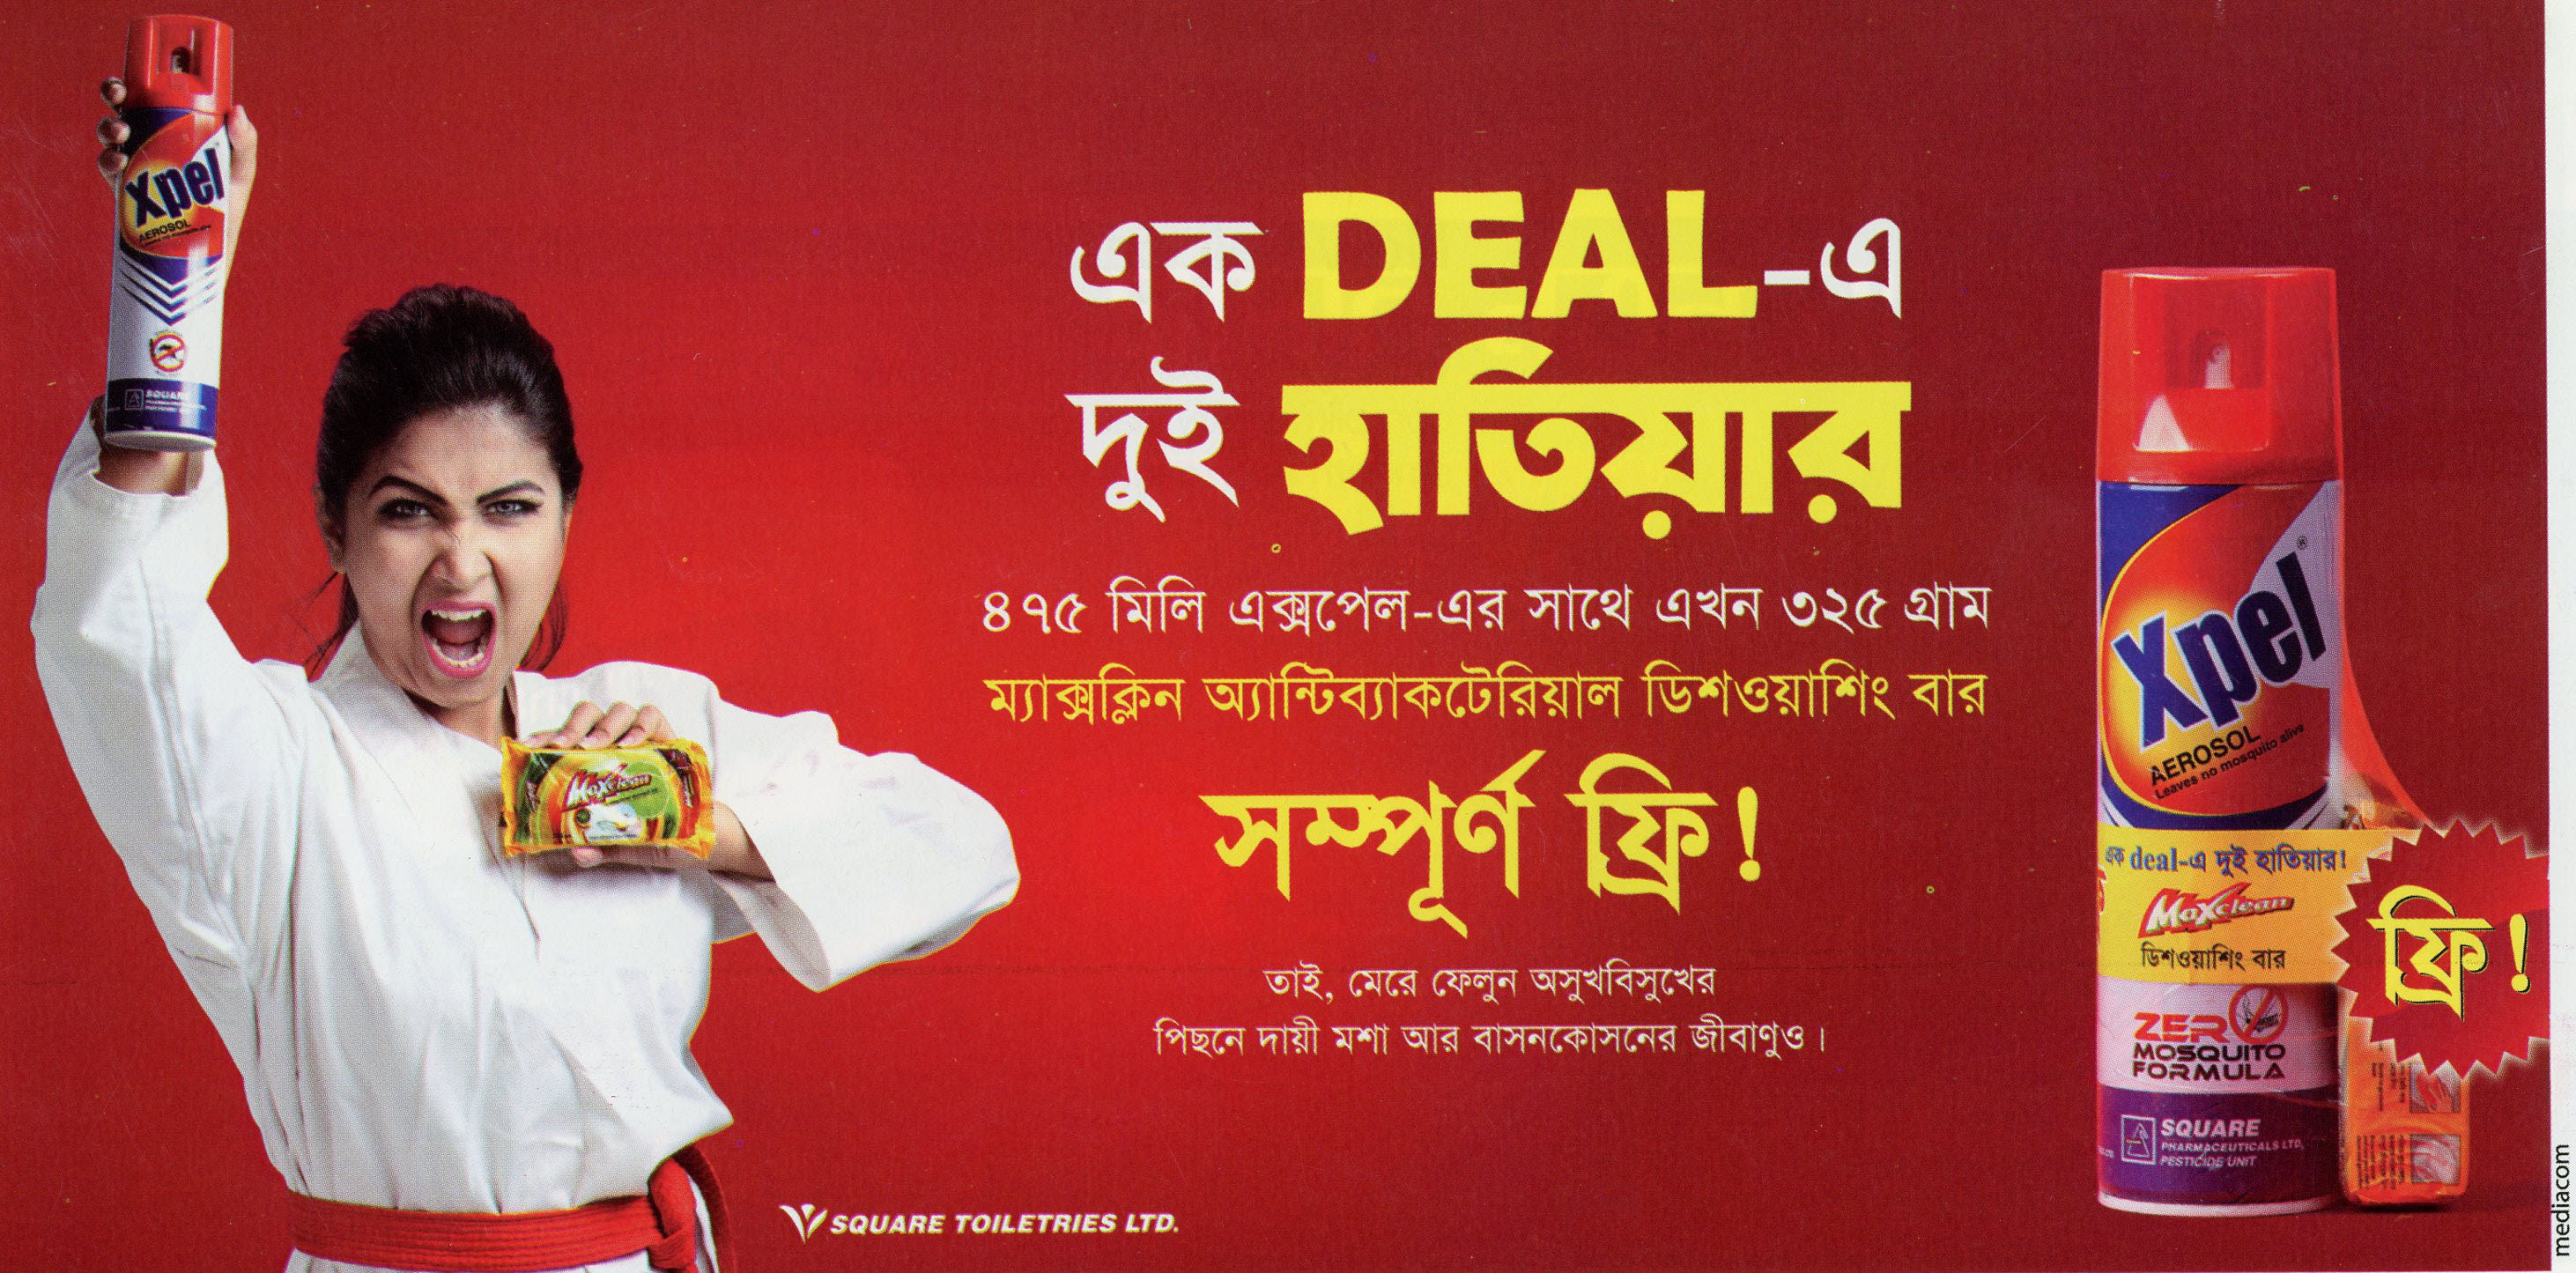 Xpel
AEROSOL
SQUARE
Maxclean
এক DEAL-এ
দুই হাতিয়ার
৪৭৫ মিলি এক্সপেল-এর সাথে এখন ৩২৫ গ্রাম
ম্যাক্সক্লিন অ্যান্টিব্যাকটেরিয়াল ডিশওয়াশিং বার
সম্পূর্ণ ফ্রি!
তাই, মেরে ফেলুন অসুখবিসুখের
পিছনে দায়ী মশা আর বাসনকোসনের জীবাণুও।
SQUARE TOILETRIES LTD.
Xpel®
AEROSOL
Leaves no mosquito alive
এক deal-এ দুই হাতিয়ার!
Maxclean
ডিশওয়াশিং বার
ফ্রি!
ZERO
MOSQUITO
FORMULA
SQUARE
PHARMACEUTICALS LTD.
PESTICIDE UNIT
mediacom